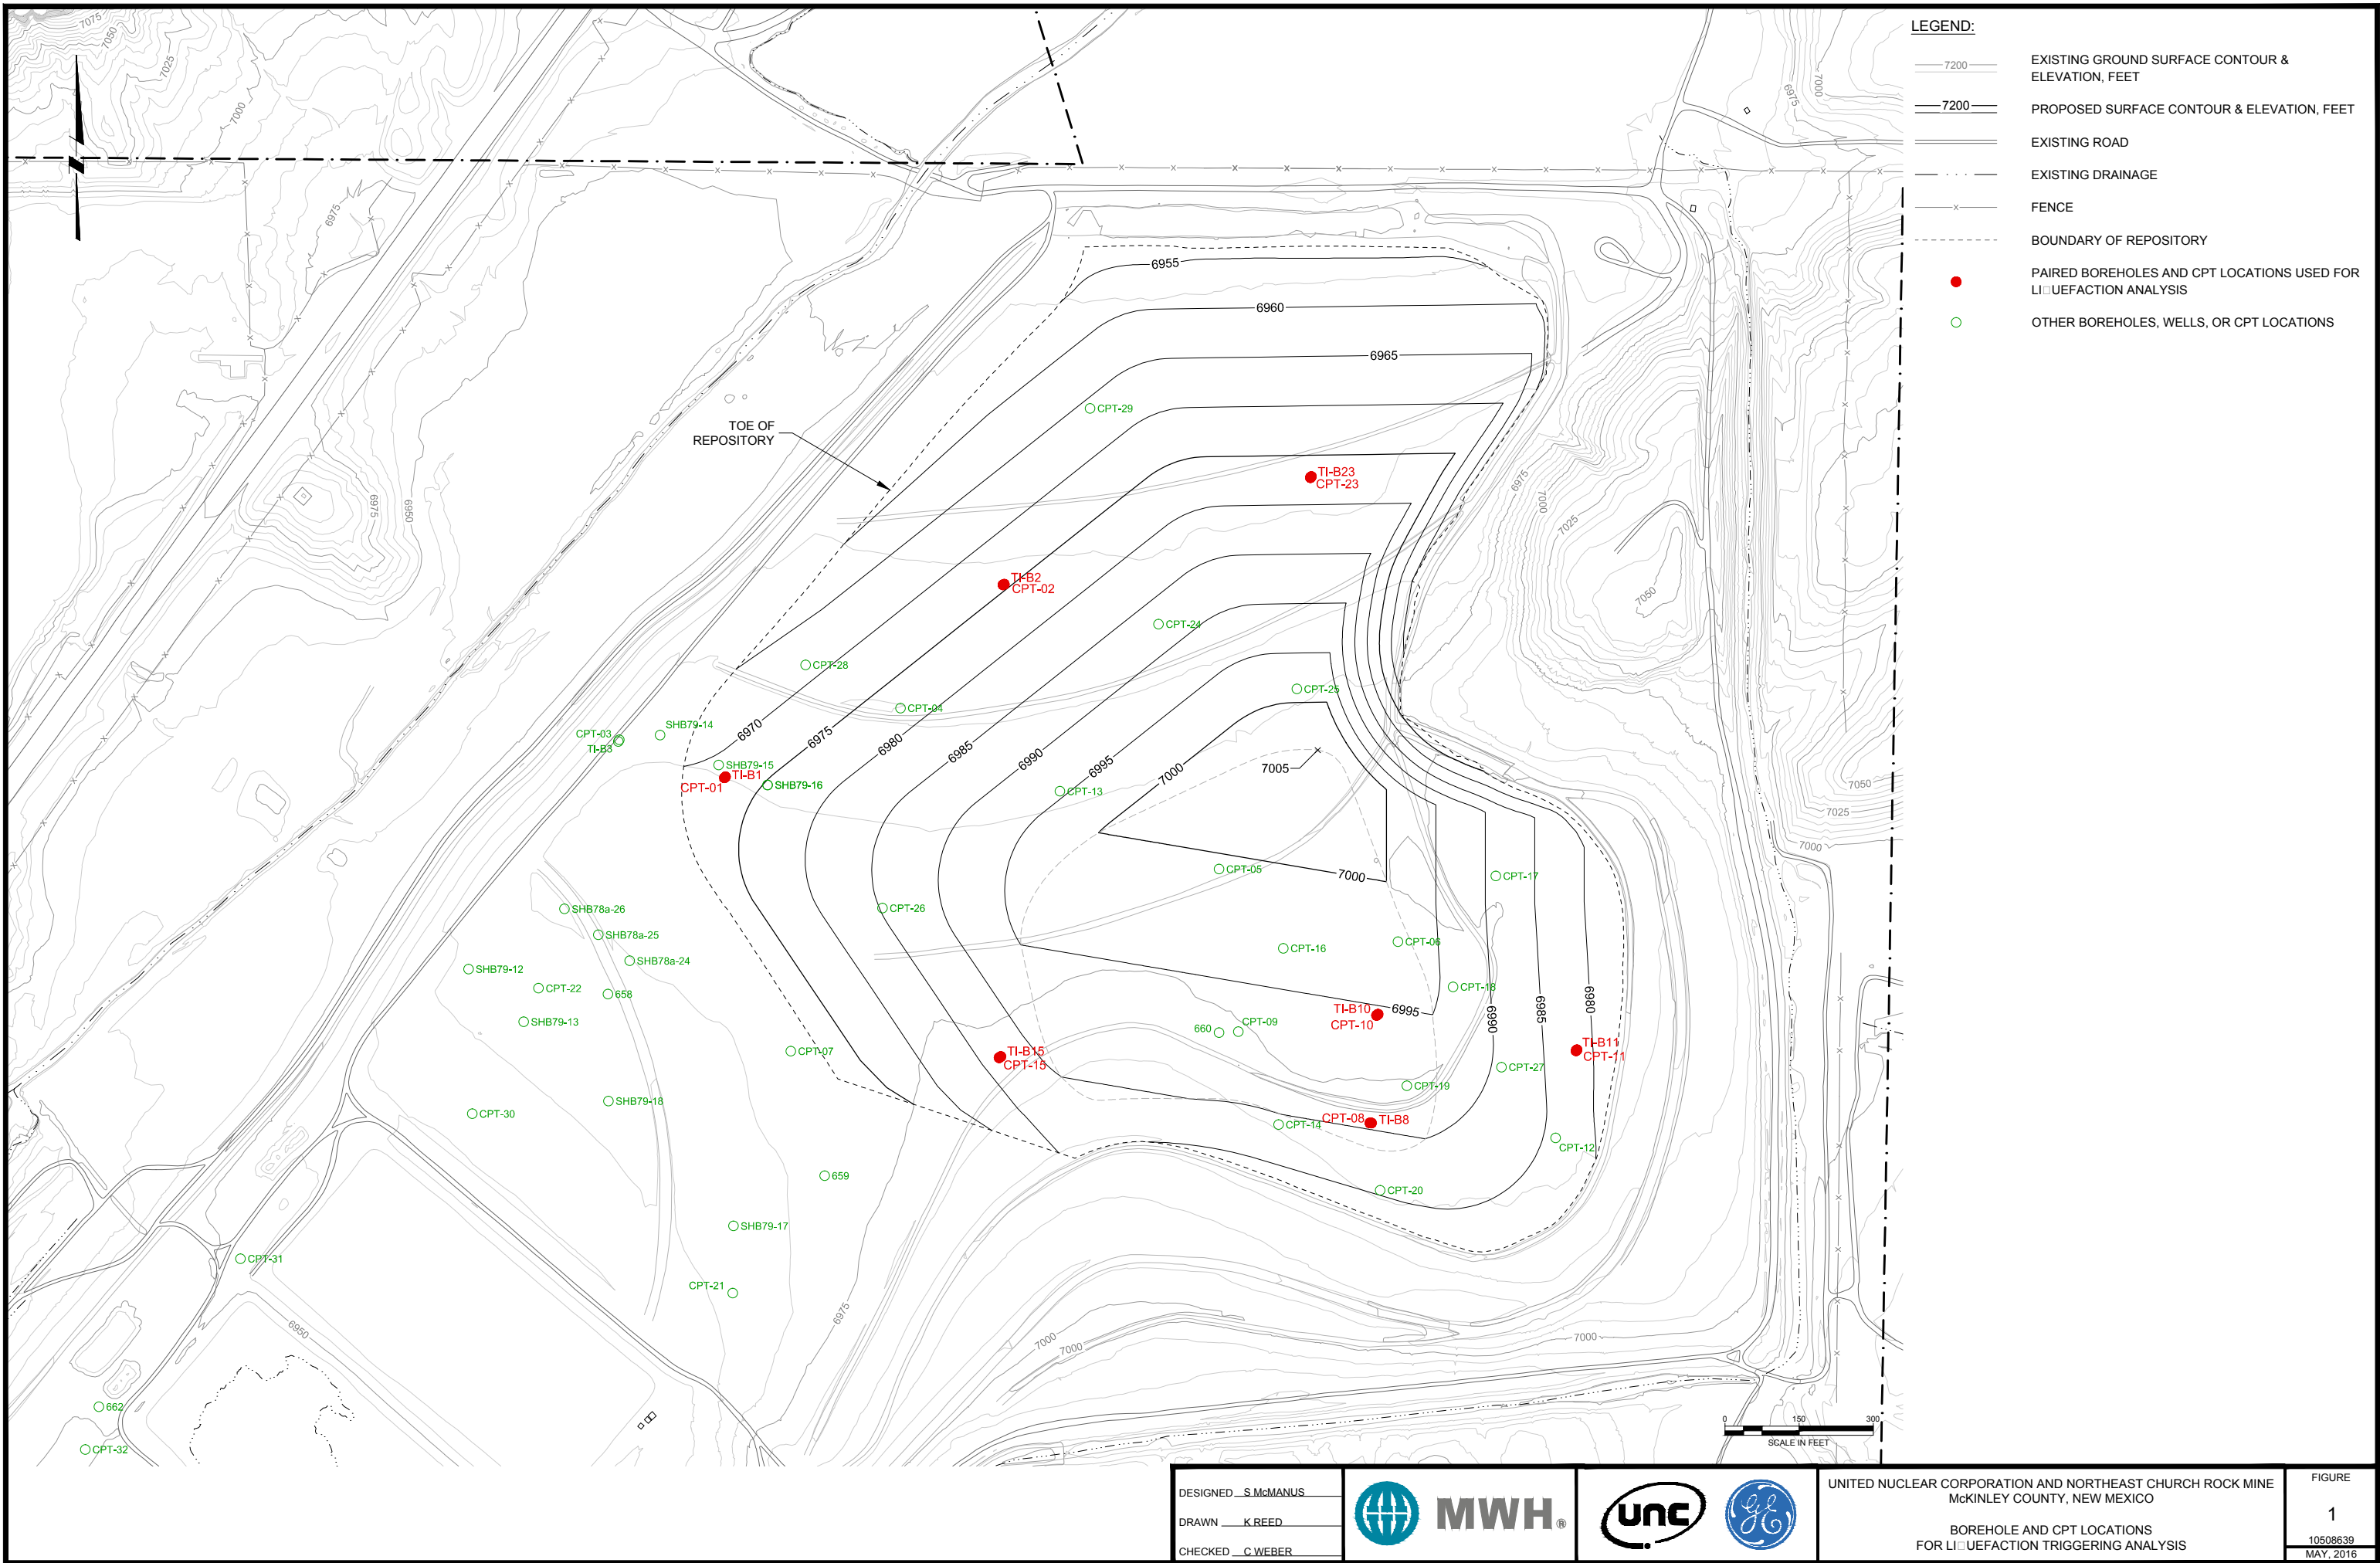 LEGEND:
7200
EXISTING GROUND SURFACE CONTOUR &
ELEVATION, FEET
7200
PROPOSED SURFACE CONTOUR & ELEVATION, FEET
EXISTING ROAD
EXISTING DRAINAGE
x
FENCE
BOUNDARY OF REPOSITORY
PAIRED BOREHOLES AND CPT LOCATIONS USED FOR
LI□UEFACTION ANALYSIS
OTHER BOREHOLES, WELLS, OR CPT LOCATIONS
7075
7050
7025
7000
6975
6975
7000
6955
6960
6965
CPT-29
TOE OF
REPOSITORY
TI-B23
CPT-23
6975
6950
6975
7000
7025
7050
TI-B2
CPT-02
CPT-24
CPT-28
CPT-25
CPT-04
SHB79-14
CPT-03
TI-B3
6970
6975
6980
6985
6990
6995
7000
7005
SHB79-15
TI-B1
CPT-01
SHB79-16
CPT-13
7050
7025
7000
CPT-05
7000
CPT-17
SHB78a-26
CPT-26
SHB78a-25
CPT-16
CPT-06
SHB78a-24
SHB79-12
CPT-22
658
CPT-18
6980
6985
6990
TI-B10
6995
CPT-10
SHB79-13
660
CPT-09
CPT-07
TI-B15
CPT-15
TI-B11
CPT-11
CPT-27
CPT-19
SHB79-18
CPT-30
CPT-14
CPT-08
TI-B8
CPT-12
659
CPT-20
SHB79-17
CPT-31
CPT-21
6975
6950
7000
7000
7000
662
CPT-32
0 150 300
SCALE IN FEET
DESIGNED S McMANUS
DRAWN K REED
CHECKED C WEBER
MWH®
unc
GE
UNITED NUCLEAR CORPORATION AND NORTHEAST CHURCH ROCK MINE
McKINLEY COUNTY, NEW MEXICO
BOREHOLE AND CPT LOCATIONS
FOR LI□UEFACTION TRIGGERING ANALYSIS
FIGURE
1
10508639
MAY, 2016